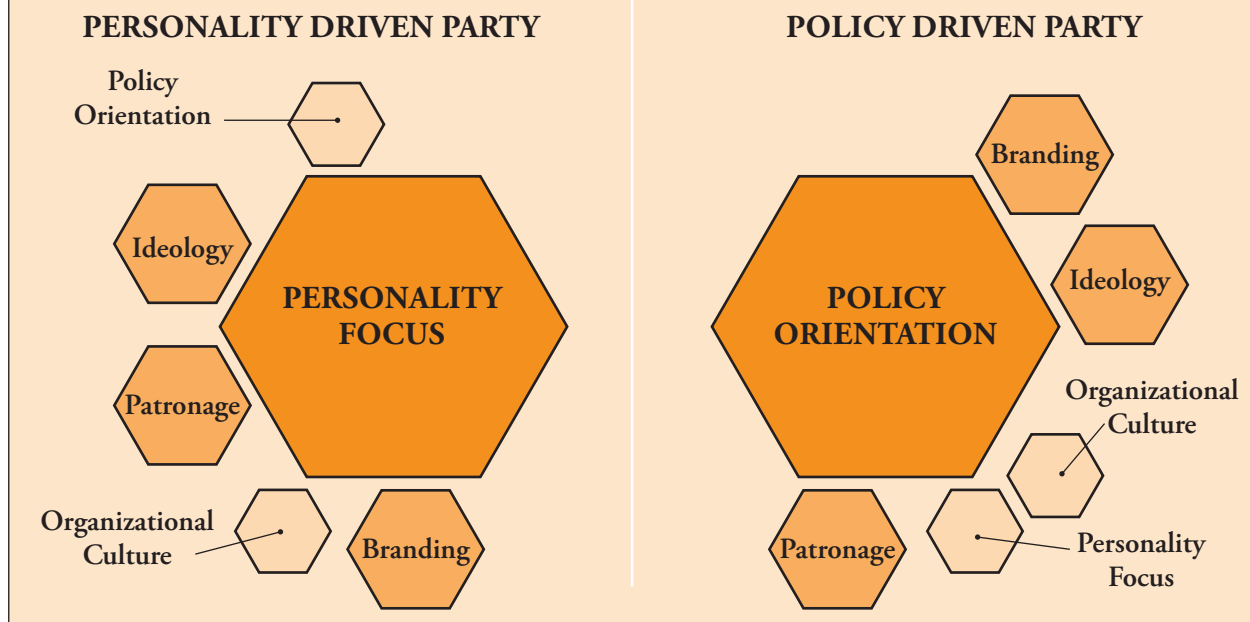 PERSONALITY DRIVEN PARTY
Policy
Orientation
Ideology
PERSONALITY
FOCUS
Patronage
Organizational
Culture
Branding
POLICY DRIVEN PARTY
Branding
Ideology
POLICY
ORIENTATION
Organizational
Culture
Patronage
Personality
Focus